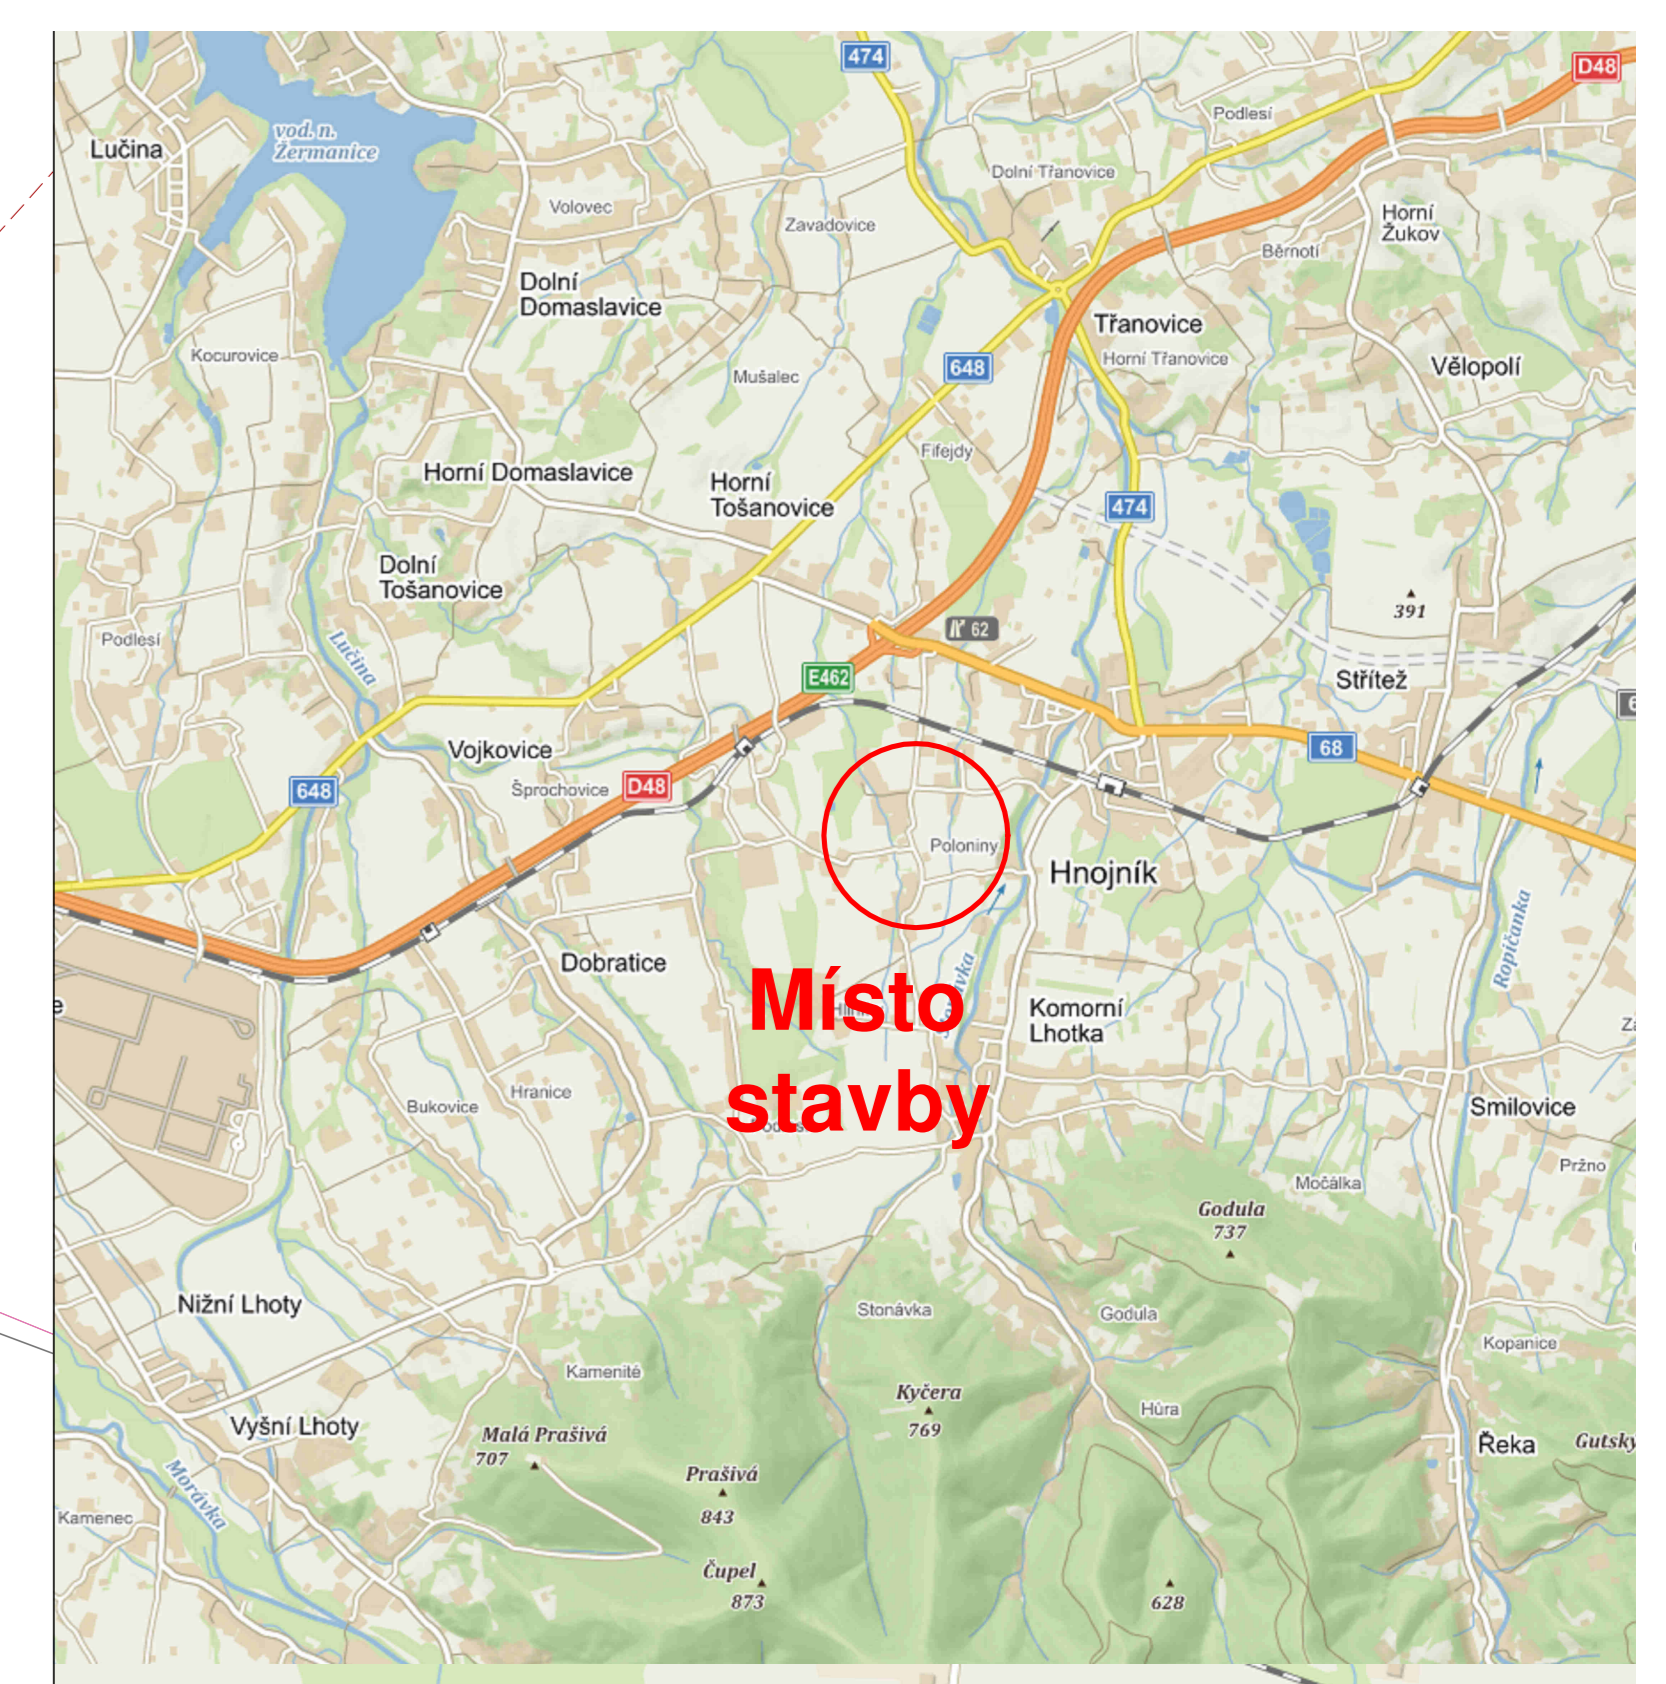 474
D48
Podlesí
Lučina
vod. n.
Žermanice
Dolní Třanovice
Volovec
Zavadovice
Horní
Žukov
Běrnotí
Dolní
Domaslavice
Třanovice
Kocurovice
Horní Třanovice
648
Vělopolí
Mušalec
Fifejdy
Horní Domaslavice
Horní
Tošanovice
474
Dolní
Tošanovice
391
62
Podlesí
Lučina
E462
Střítež
6
Vojkovice
68
Šprochovice
D48
648
Poloniny
Hnojník
Ropičanka
Dobratice
Místo
stavby
e
Komorní
Lhotka
Hranice
Bukovice
Smilovice
Pržno
Močálka
Godula
737
Nižní Lhoty
Stonávka
Godula
Kopanice
Kamenité
Kyčera
769
Húra
Vyšní Lhoty
Malá Prašivá
707
Řeka
Gutsky
Prašivá
843
Morávka
Kamenec
Čupel
873
628